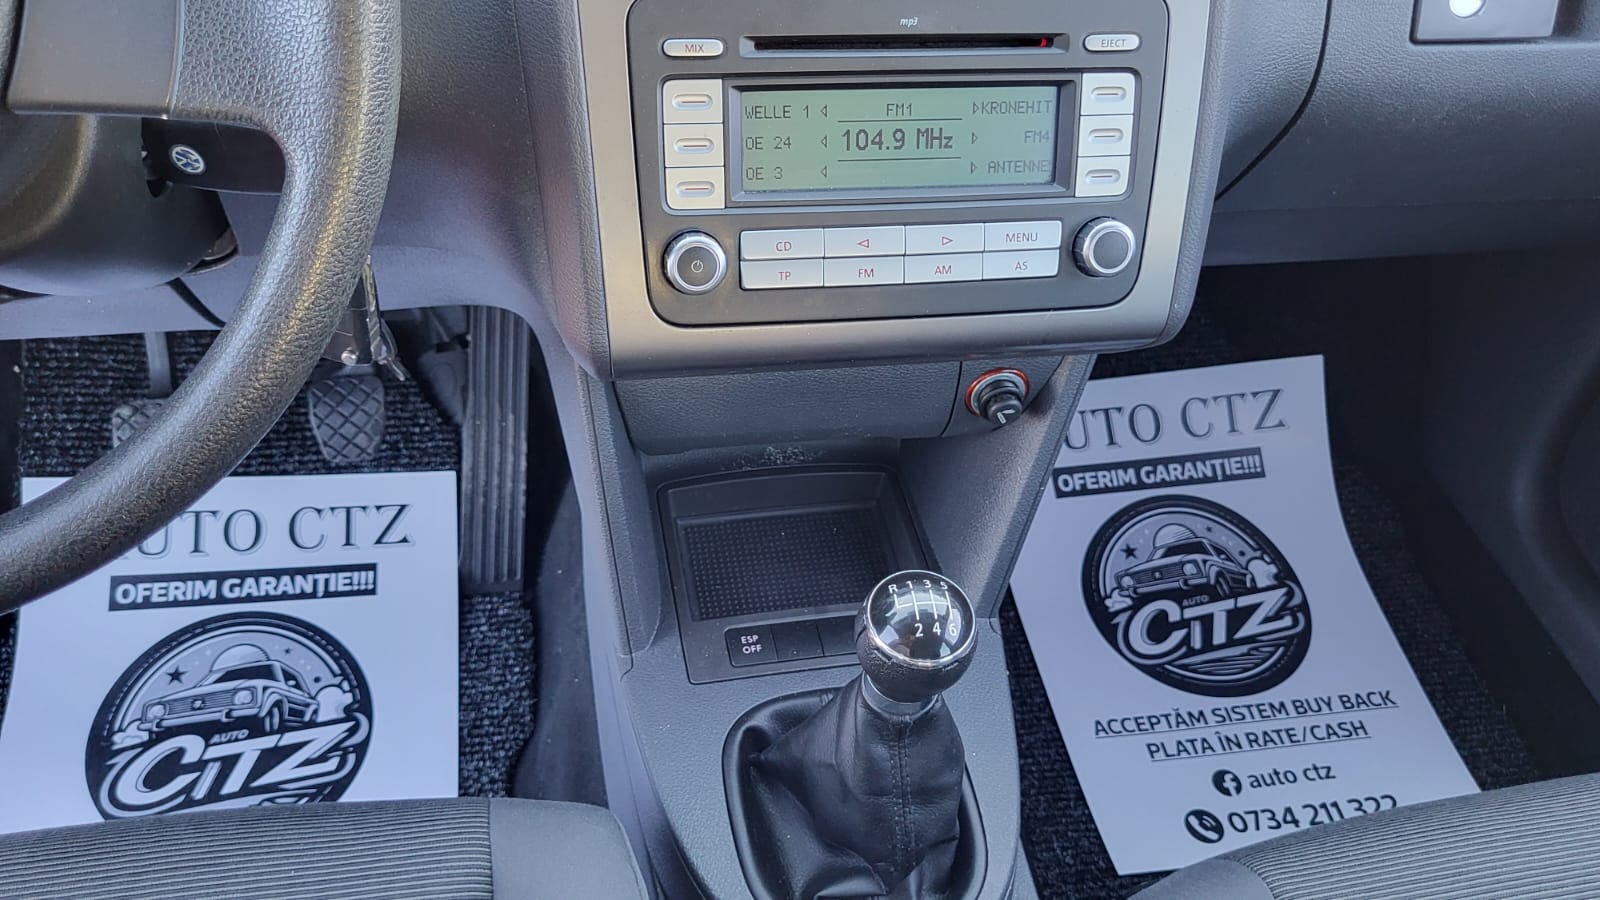 mp3
MIX
EJECT
WELLE 1 FM1 KRONEHIT
OE 24 104.9 MHz FM4
OE 3 ANTENNE
CD MENU
TP FM AM AS
UTO CTZ
OFERIM GARANȚIE!!!
AUTO
CTZ
ACCEPTĂM SISTEM BUY BACK
PLATA ÎN RATE/CASH
auto ctz
0734 211 322
UTO CTZ
OFERIM GARANȚIE!!!
AUTO
CTZ
ESP
OFF
R 1 3 5
2 4 6